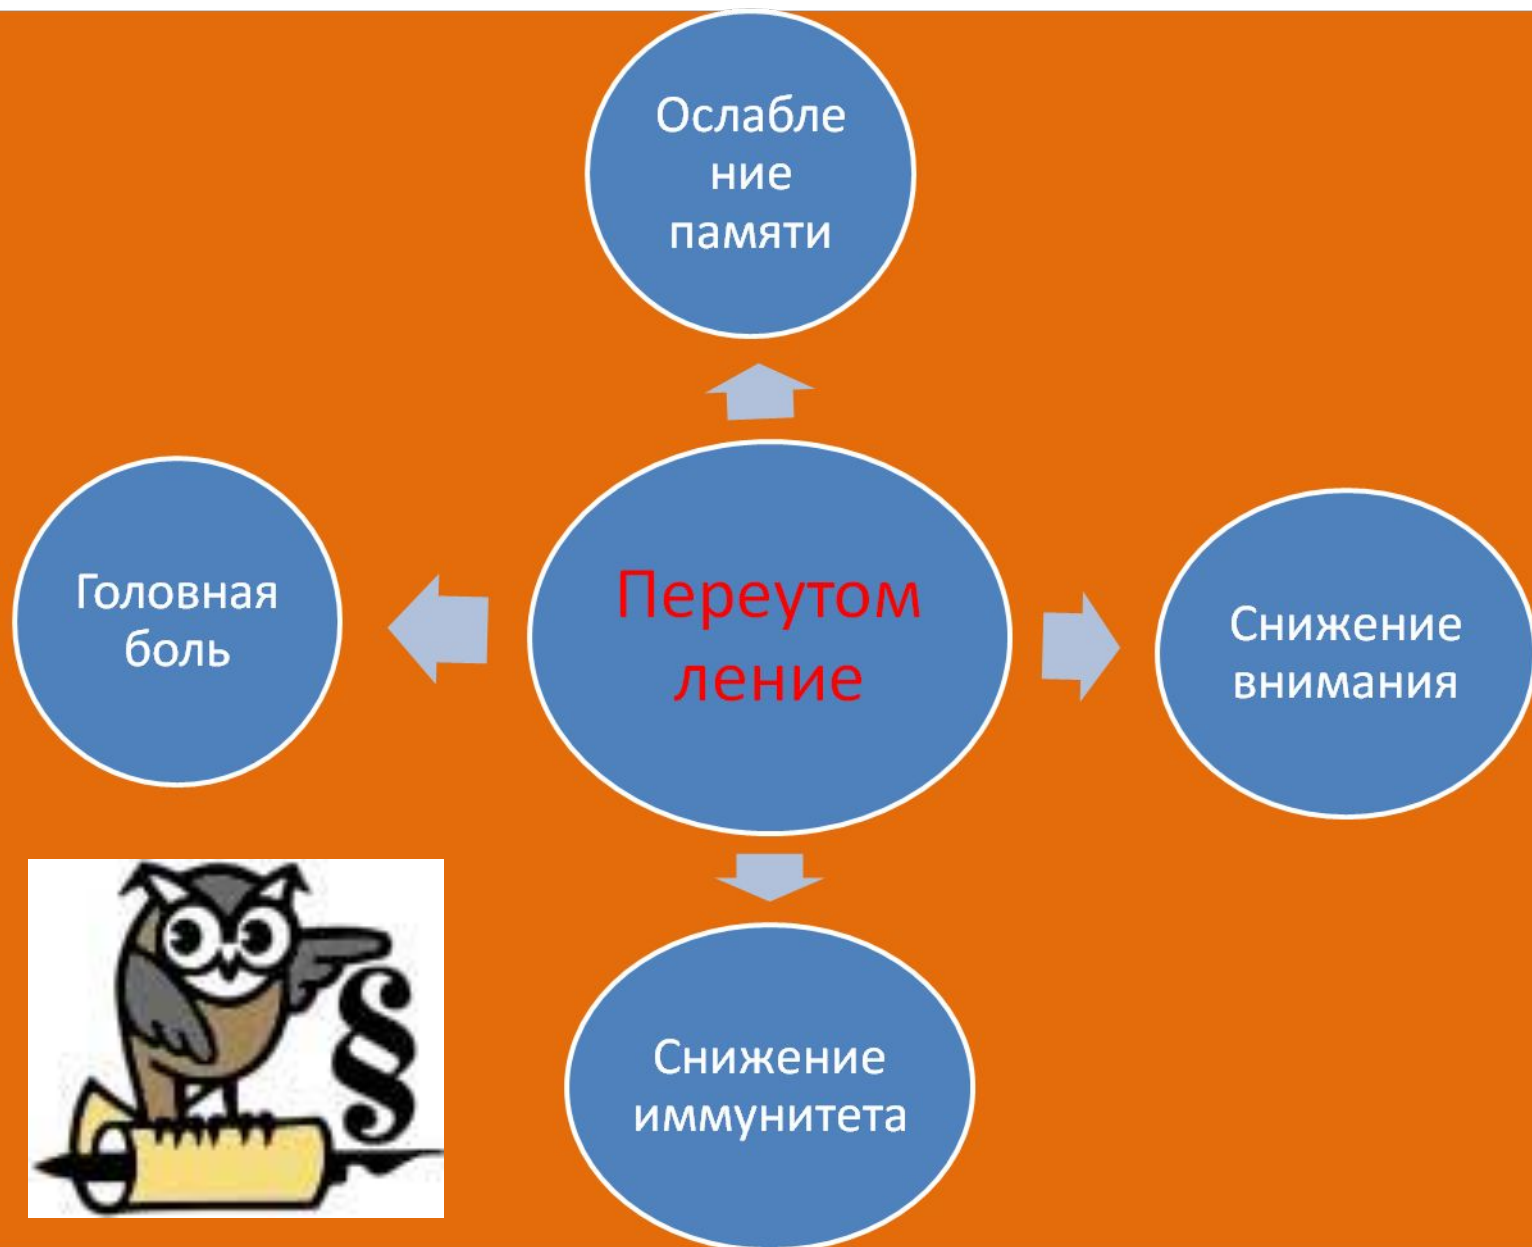 Ослабле
ние
памяти
Головная
боль
Переутом
ление
Снижение
внимания
Снижение
иммунитета
§